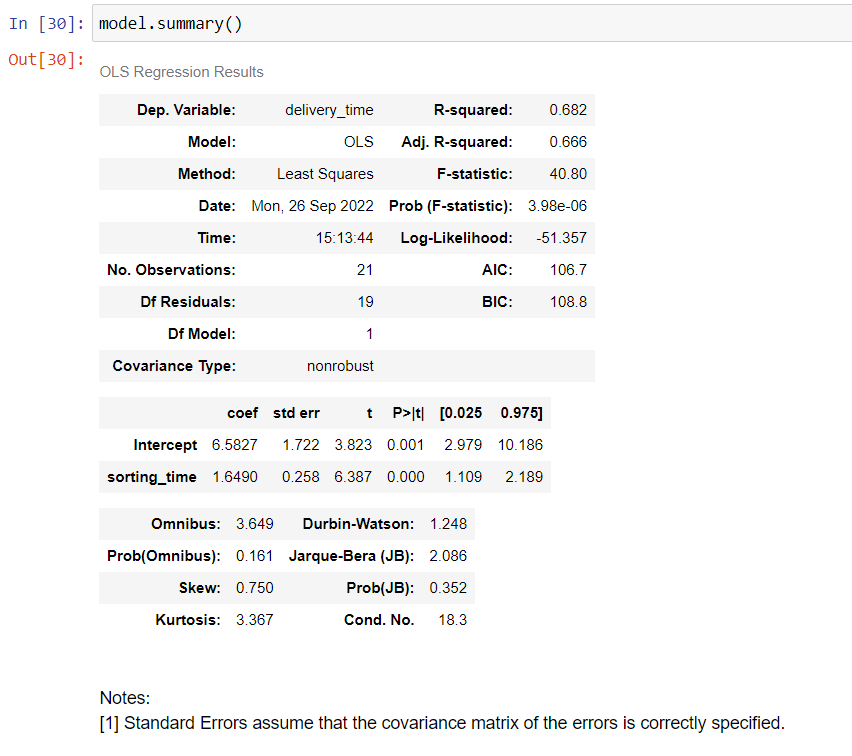 In [30]: model.summary()
Out[30]:
OLS Regression Results
Dep. Variable: delivery_time R-squared: 0.682
Model: OLS Adj. R-squared: 0.666
Method: Least Squares F-statistic: 40.80
Date: Mon, 26 Sep 2022 Prob (F-statistic): 3.98e-06
Time: 15:13:44 Log-Likelihood: -51.357
No. Observations: 21 AIC: 106.7
Df Residuals: 19 BIC: 108.8
Df Model: 1
Covariance Type: nonrobust
coef std err t P>|t| [0.025 0.975]
Intercept 6.5827 1.722 3.823 0.001 2.979 10.186
sorting_time 1.6490 0.258 6.387 0.000 1.109 2.189
Omnibus: 3.649 Durbin-Watson: 1.248
Prob(Omnibus): 0.161 Jarque-Bera (JB): 2.086
Skew: 0.750 Prob(JB): 0.352
Kurtosis: 3.367 Cond. No. 18.3
Notes:
[1] Standard Errors assume that the covariance matrix of the errors is correctly specified.